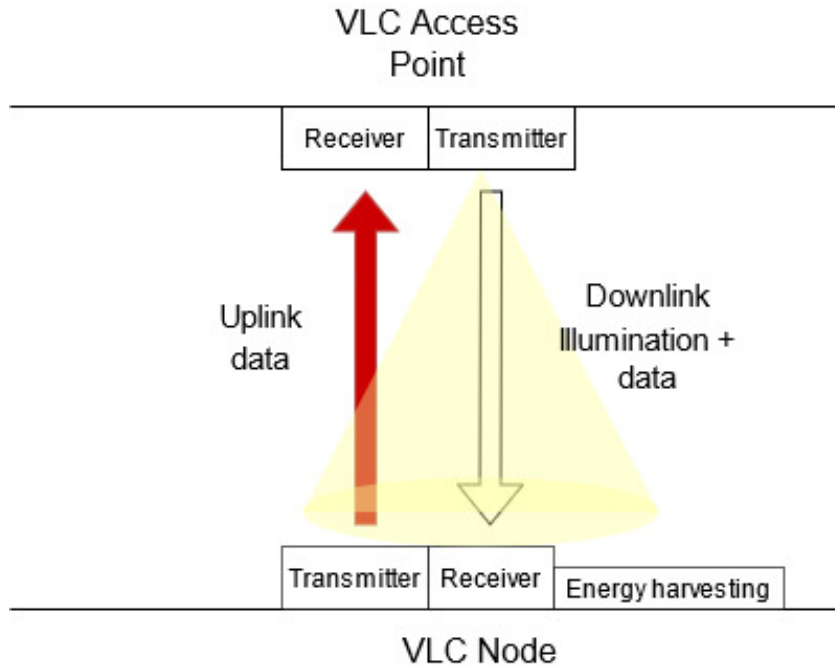 VLC Access
Point
Receiver
Transmitter
Uplink
data
Downlink
Illumination +
data
Transmitter
Receiver
Energy harvesting
VLC Node